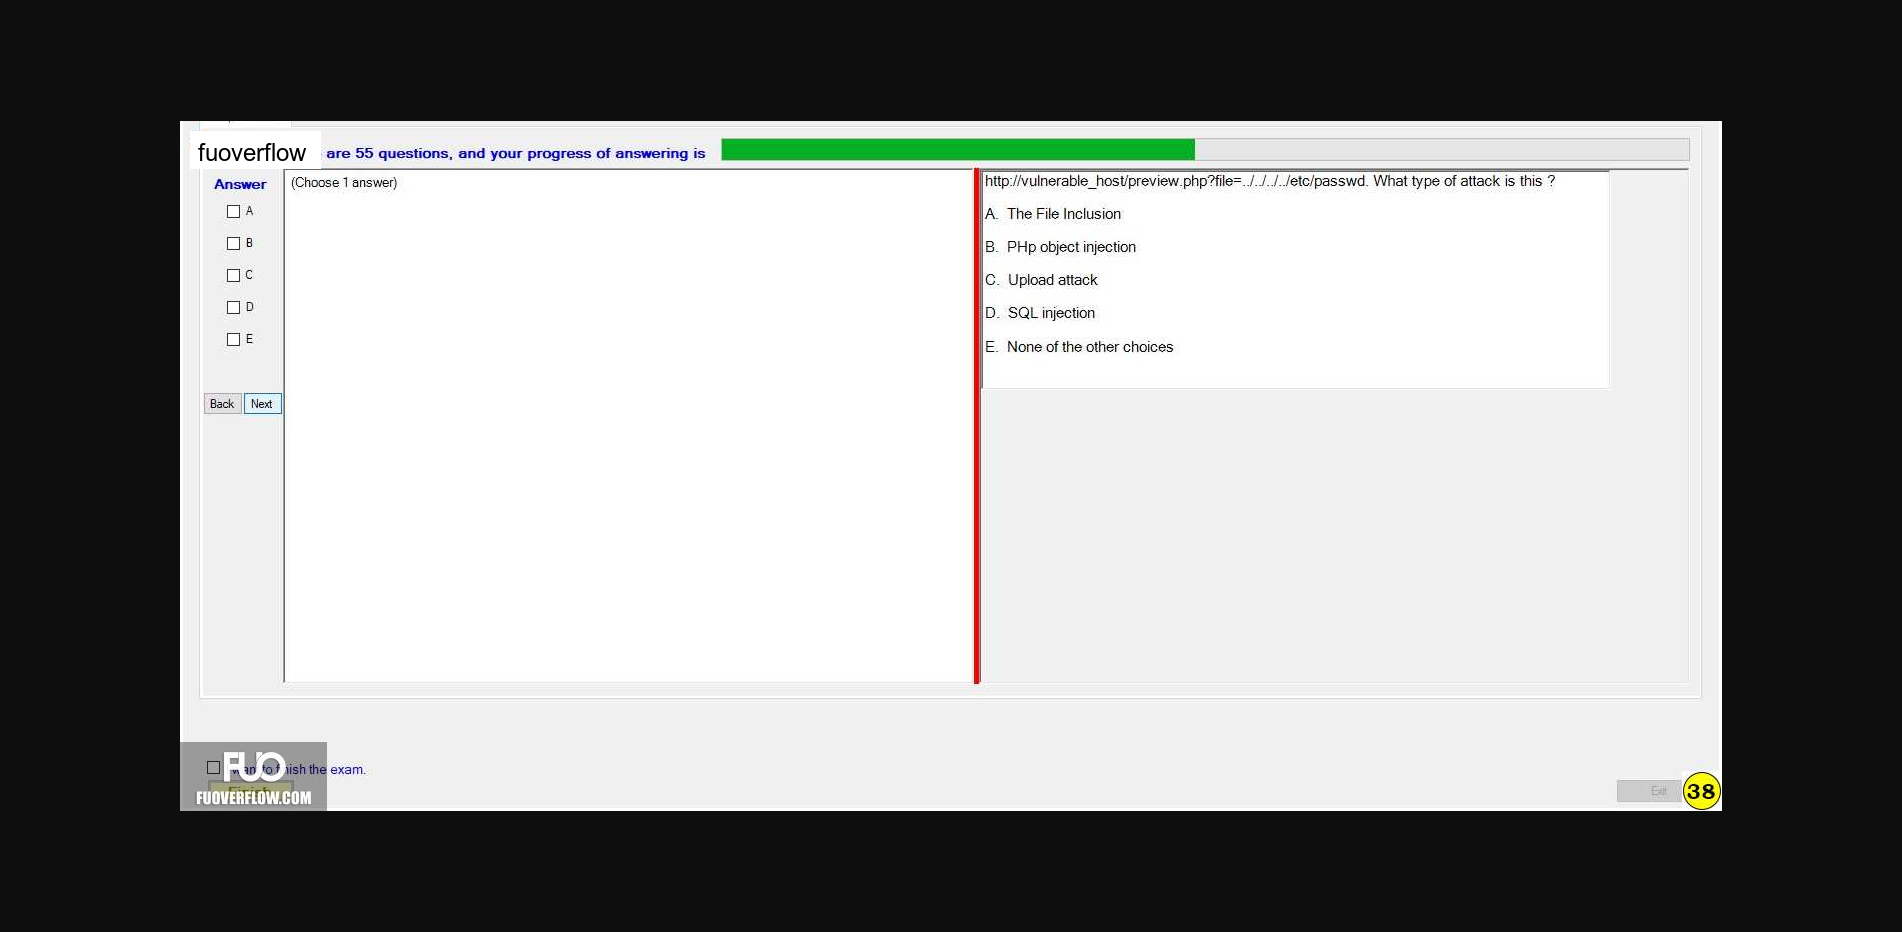 fuoverflow are 55 questions, and your progress of answering is
Answer
(Choose 1 answer)
A
B
C
D
E
Back Next
http://vulnerable_host/preview.php?file=../../../../etc/passwd. What type of attack is this ?
A. The File Inclusion
B. PHp object injection
C. Upload attack
D. SQL injection
E. None of the other choices
FUO
want to finish the exam.
Finish
FUOVERFLOW.COM
Exit
38